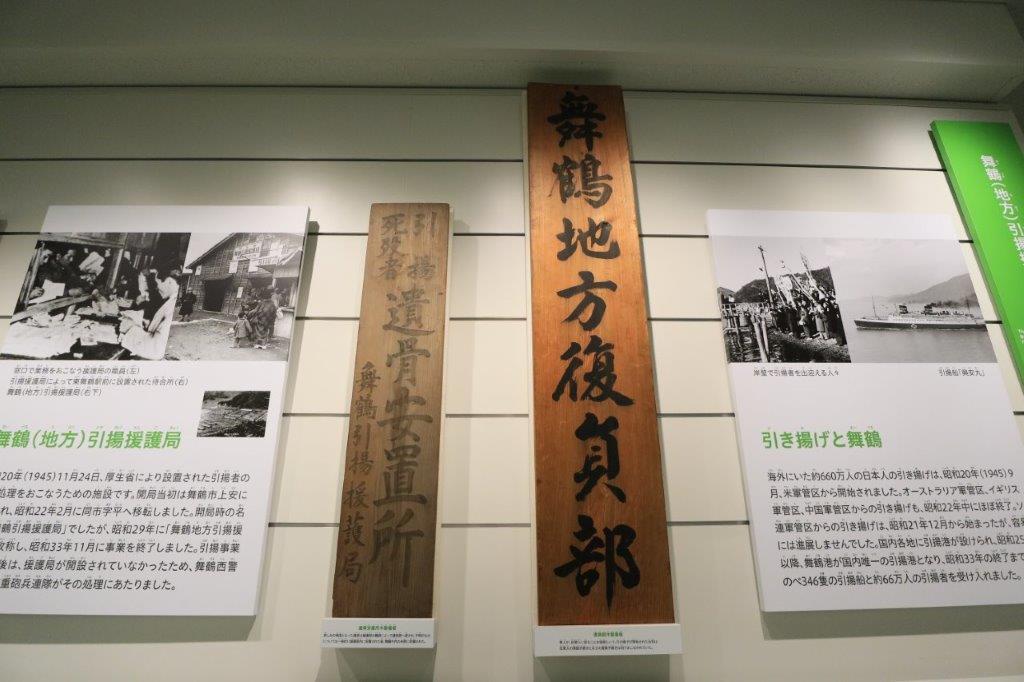 窓口で業務をおこなう援護局の職員(左)
引揚援護局によって東舞鶴駅前に設置された待合所(右)
舞鶴(地方)引揚援護局(右下)
舞鶴(地方)引揚援護局
20年(1945)11月24日、厚生省により設置された引揚者の
処理をおこなうための施設です。開局当初は舞鶴市上安に
れ、昭和22年2月に同市字平へ移転しました。開局時の名
鶴引揚援護局」でしたが、昭和29年に「舞鶴地方引揚援
改称し、昭和33年11月に事業を終了しました。引揚事業
後は、援護局が開設されていなかったため、舞鶴西警
重砲兵連隊がその処理にあたりました。
引揚
死没者
遺骨安置所
舞鶴引揚援護局
舞鶴地方復員部
岸壁で引揚者を出迎える人々
引揚船「興安丸」
引き揚げと舞鶴
海外にいた約660万人の日本人の引き揚げは、昭和20年(1945)9
月、米軍管区から開始されました。オーストラリア軍管区、イギリス
軍管区、中国軍管区からの引き揚げも、昭和22年中にほぼ終了。ソ
連軍管区からの引き揚げは、昭和21年12月から始まったが、容易
には進展しませんでした。国内各地に引揚港が設けられ、昭和25
以降、舞鶴港が国内唯一の引揚港となり、昭和33年の終了まで
のべ346隻の引揚船と約66万人の引揚者を受け入れました。
舞鶴(地方)引揚